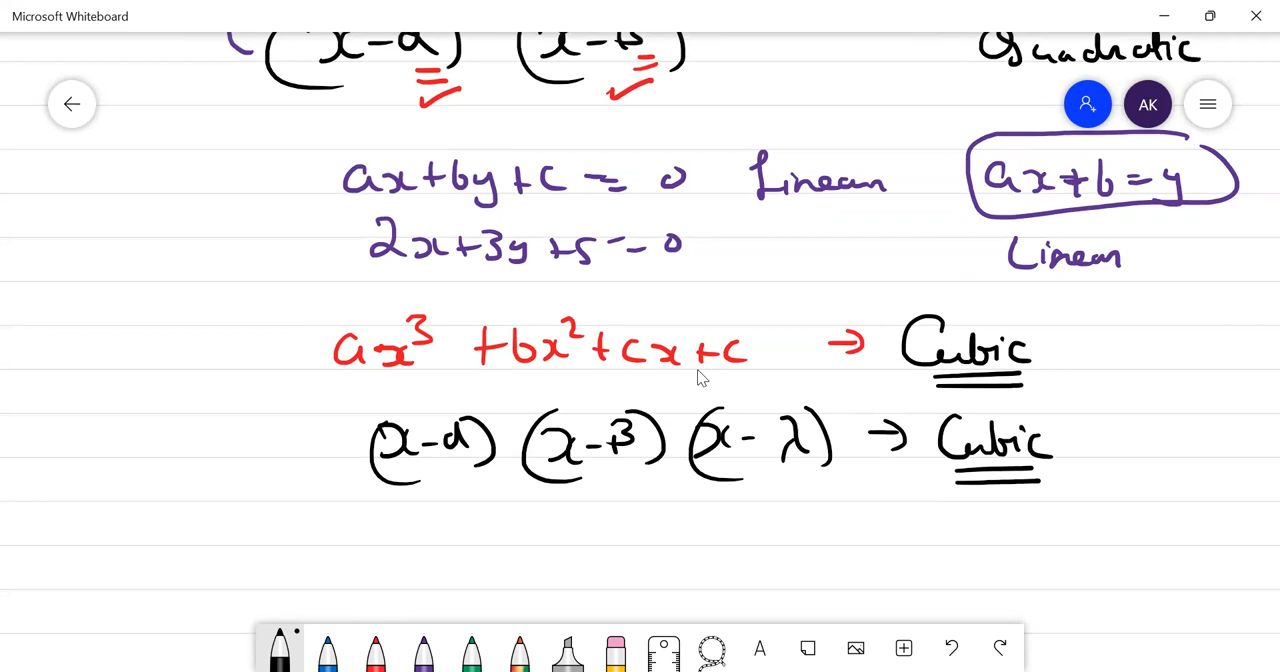 Microsoft Whiteboard
(x-α) (x-β) Quadratic
AK
ax+by+c=0 Linear ax+b=y
2x+3y+5=0 Linear
ax³ +bx²+cx+c → Cubic
(x-α) (x-β) (x-λ) → Cubic
A